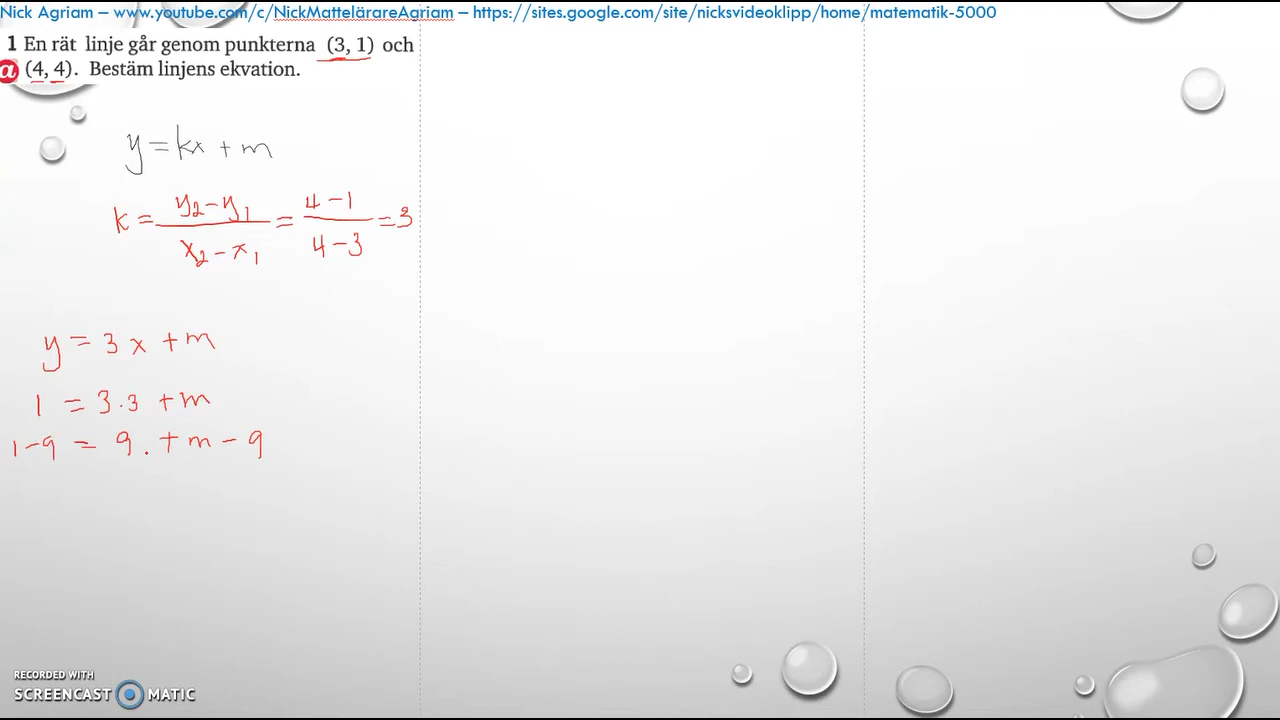 Nick Agriam – www.youtube.com/c/NickMattelärareAgriam – https://sites.google.com/site/nicksvideoklipp/home/matematik-5000
1 En rät linje går genom punkterna (3, 1) och
a (4, 4). Bestäm linjens ekvation.
y = kx + m
k = y₂ – y₁ / x₂ – x₁ = 4 – 1 / 4 – 3 = 3
y = 3x + m
1 = 3·3 + m
1 – 9 = 9. + m – 9
RECORDED WITH
SCREENCAST MATIC